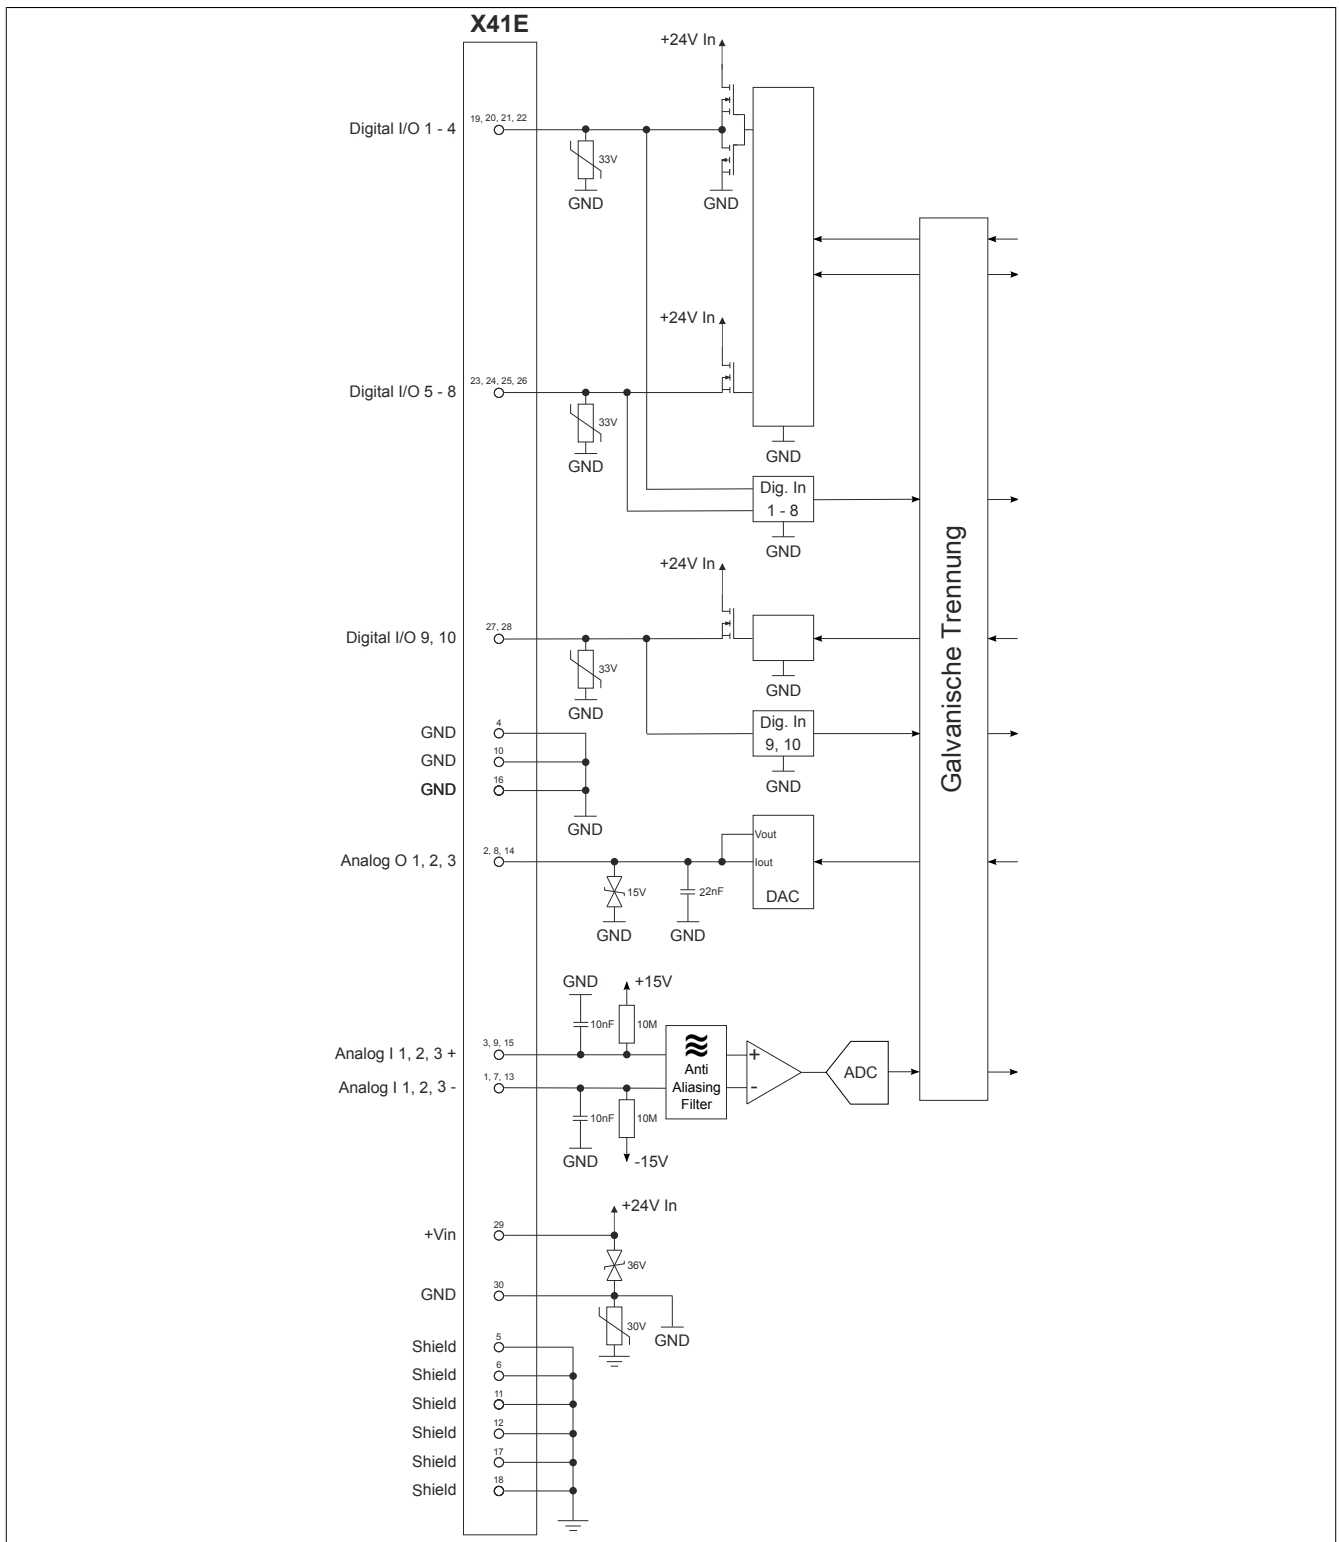 X41E
+24V In
Digital I/O 1 - 4
19, 20, 21, 22
33V
GND
GND
+24V In
Digital I/O 5 - 8
23, 24, 25, 26
33V
GND
GND
Dig. In
1 - 8
GND
Galvanische Trennung
+24V In
Digital I/O 9, 10
27, 28
33V
GND
GND
Dig. In
9, 10
GND
GND
4
GND
10
GND
16
GND
Analog O 1, 2, 3
2, 8, 14
15V
GND
22nF
GND
Vout
Iout
DAC
GND
+15V
10nF
10M
Analog I 1, 2, 3 +
3, 9, 15
Analog I 1, 2, 3 -
1, 7, 13
10nF
10M
GND
-15V
Anti
Aliasing
Filter
+
-
ADC
+24V In
+Vin
29
36V
GND
30
30V
GND
Shield
5
Shield
6
Shield
11
Shield
12
Shield
17
Shield
18